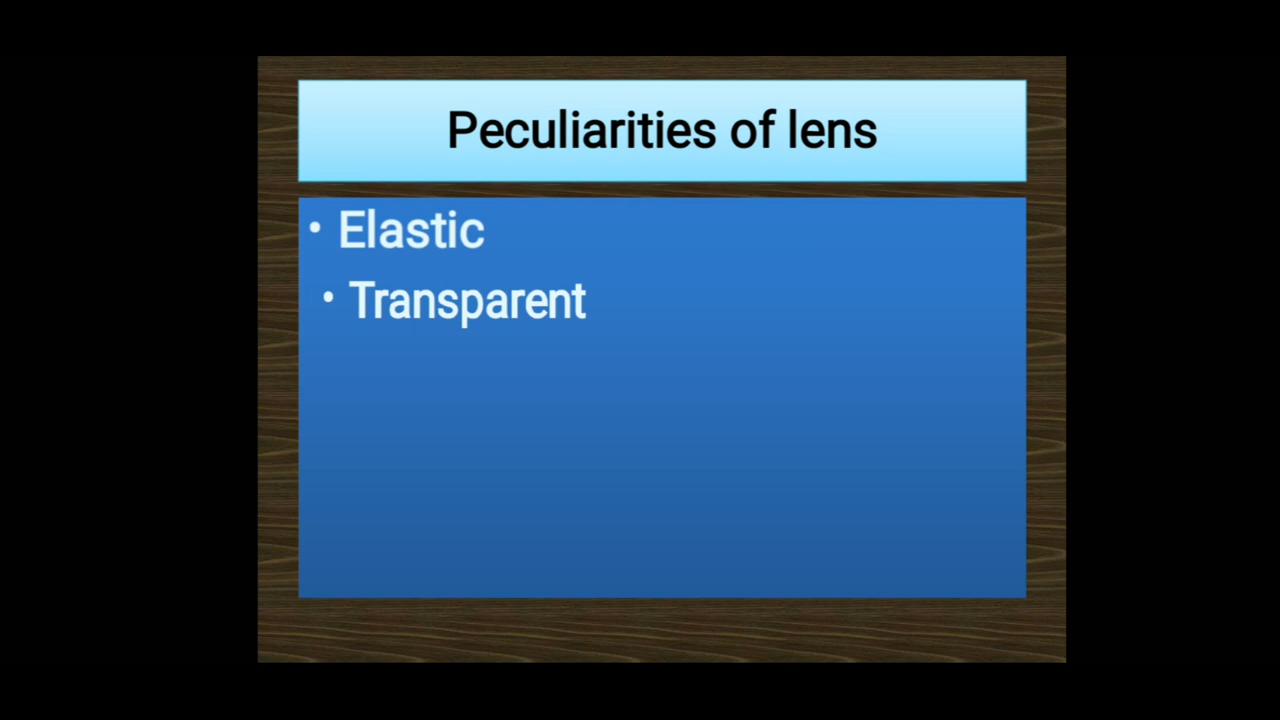 Peculiarities of lens
• Elastic
• Transparent